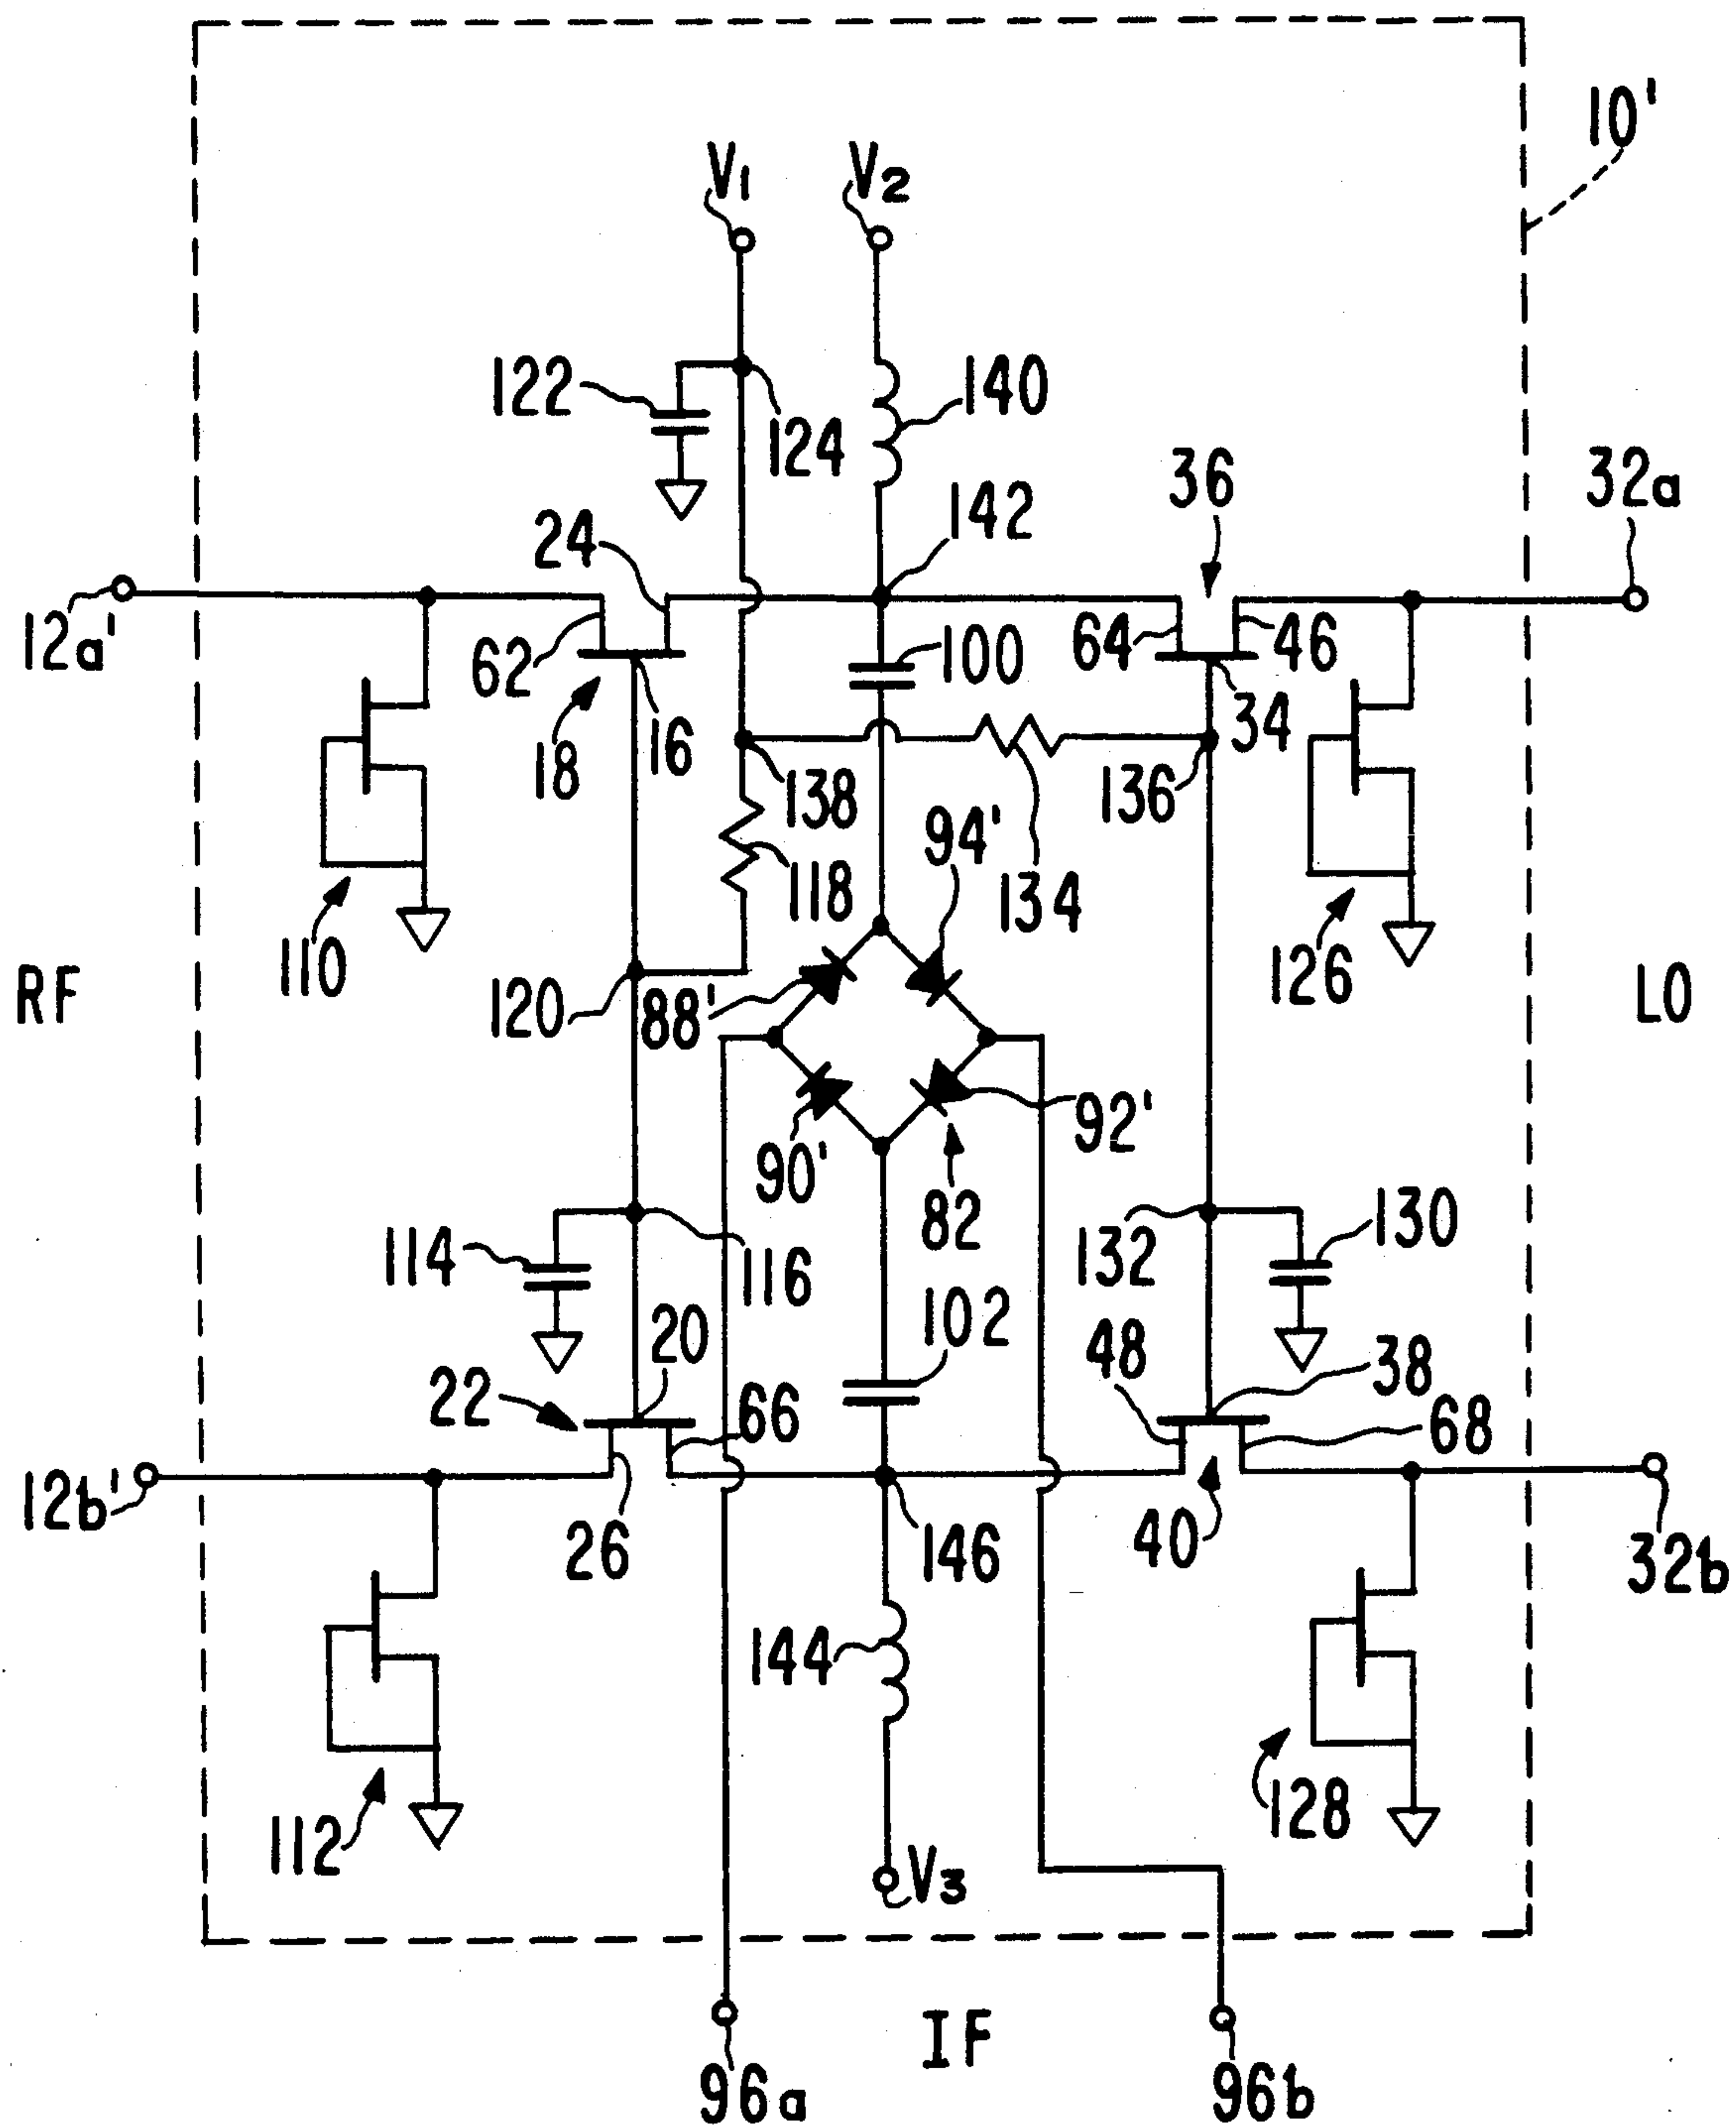 10'
V1 V2
122 140
124
36
32a
24 142
12a'
62 100 64 46
18 16 34
138 136
94'
118 134
110 126
RF 120 88' LO
90' 92'
82
114 116 132 130
20 102 48 38
22 66 68
12b'
26 146 40
32b
144
112 128
V3
IF
96a 96b